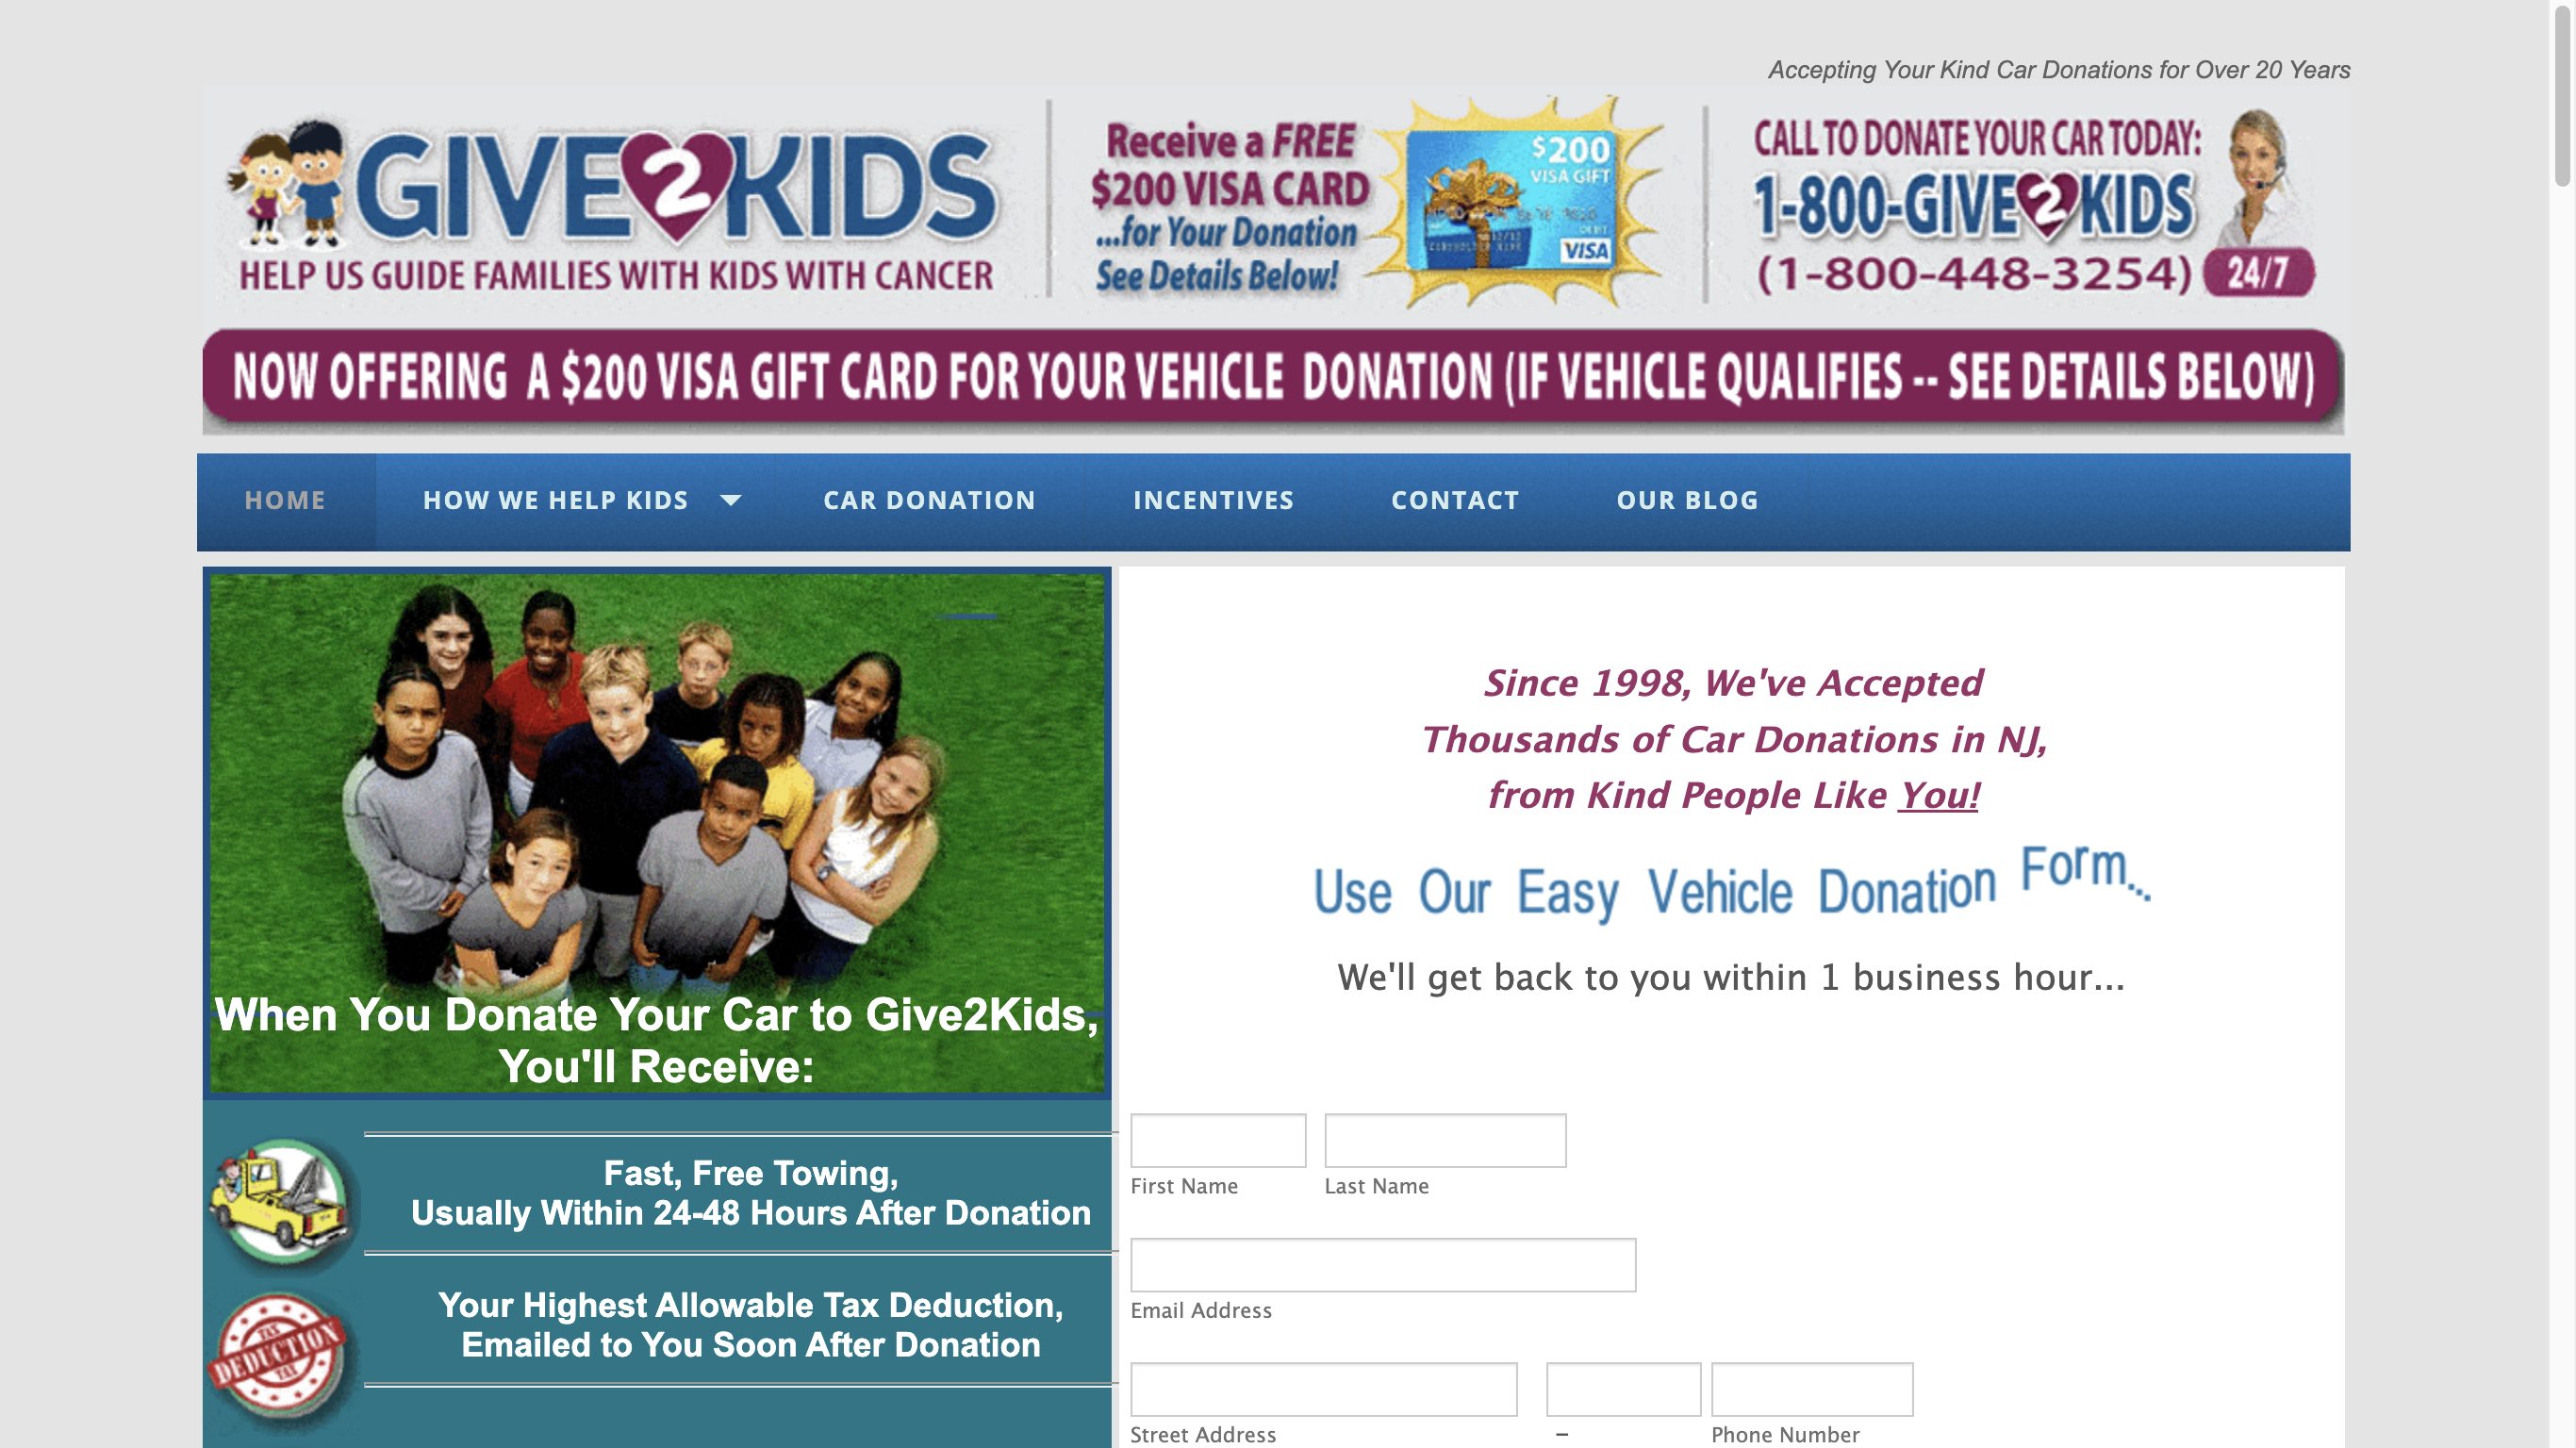 Accepting Your Kind Car Donations for Over 20 Years
GIVE2KIDS
HELP US GUIDE FAMILIES WITH KIDS WITH CANCER
Receive a FREE
$200 VISA CARD
...for Your Donation
See Details Below!
$200
VISA GIFT
DEBIT
VISA
CALL TO DONATE YOUR CAR TODAY:
1-800-GIVE2KIDS
(1-800-448-3254) 24/7
NOW OFFERING A $200 VISA GIFT CARD FOR YOUR VEHICLE DONATION (IF VEHICLE QUALIFIES -- SEE DETAILS BELOW)
HOME
HOW WE HELP KIDS
CAR DONATION
INCENTIVES
CONTACT
OUR BLOG
When You Donate Your Car to Give2Kids,
You'll Receive:
Fast, Free Towing,
Usually Within 24-48 Hours After Donation
TAX
DEDUCTION
TAX
Your Highest Allowable Tax Deduction,
Emailed to You Soon After Donation
Since 1998, We've Accepted
Thousands of Car Donations in NJ,
from Kind People Like You!
Use Our Easy Vehicle Donation Form...
We'll get back to you within 1 business hour...
First Name
Last Name
Email Address
Street Address
–
Phone Number